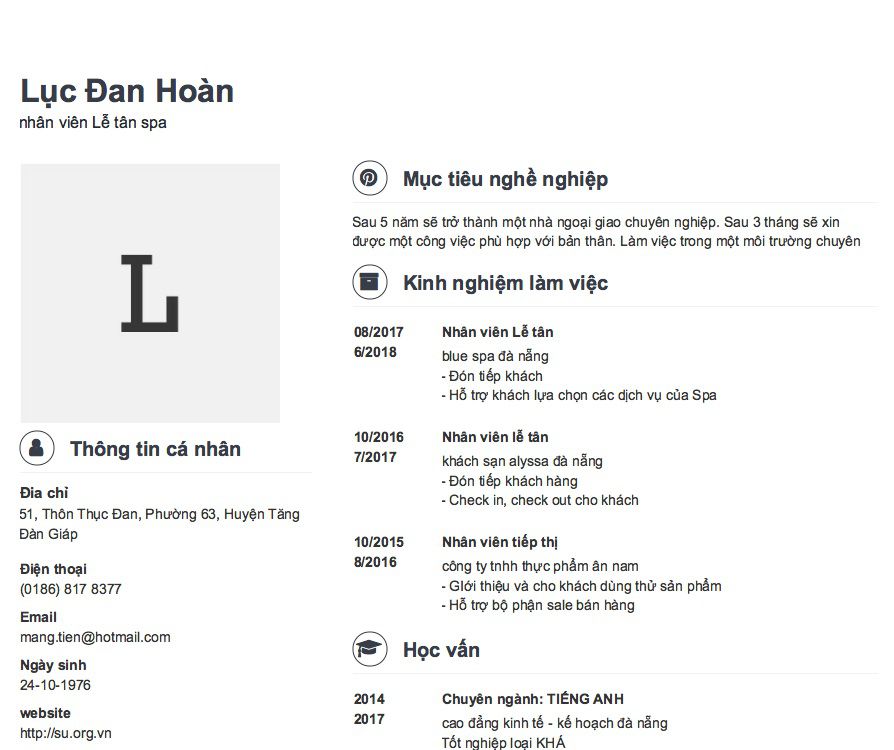 Lục Đan Hoàn
nhân viên Lễ tân spa
L
Thông tin cá nhân
Đia chỉ
51, Thôn Thục Đan, Phường 63, Huyện Tăng
Đàn Giáp
Điện thoại
(0186) 817 8377
Email
mang.tien@hotmail.com
Ngày sinh
24-10-1976
website
http://su.org.vn
Mục tiêu nghề nghiệp
Sau 5 năm sẽ trở thành một nhà ngoại giao chuyên nghiệp. Sau 3 tháng sẽ xin
được một công việc phù hợp với bản thân. Làm việc trong một môi trường chuyên
Kinh nghiệm làm việc
08/2017 Nhân viên Lễ tân
6/2018 blue spa đà nẵng
- Đón tiếp khách
- Hỗ trợ khách lựa chọn các dịch vụ của Spa
10/2016 Nhân viên lễ tân
7/2017 khách sạn alyssa đà nẵng
- Đón tiếp khách hàng
- Check in, check out cho khách
10/2015 Nhân viên tiếp thị
8/2016 công ty tnhh thực phẩm ân nam
- GIới thiệu và cho khách dùng thử sản phẩm
- Hỗ trợ bộ phận sale bán hàng
Học vấn
2014 Chuyên ngành: TIẾNG ANH
2017 cao đẳng kinh tế - kế hoạch đà nẵng
Tốt nghiệp loại KHÁ